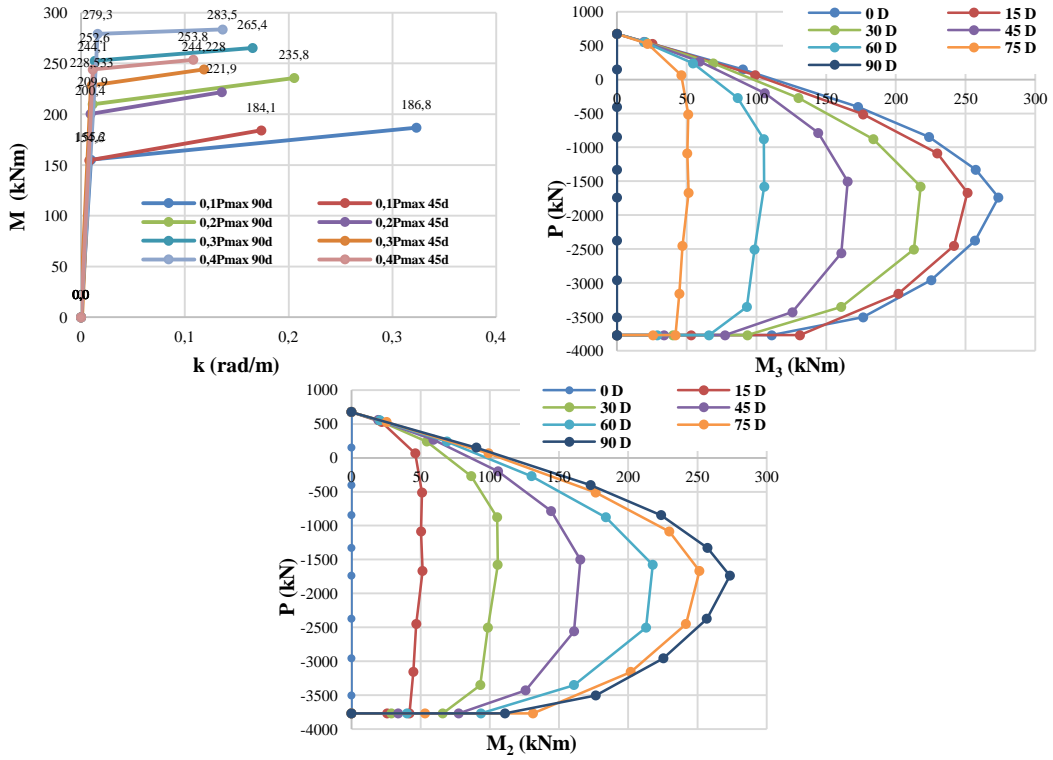 279,3
283,5
265,4
252,6
253,8
244,1
244,228
235,8
228,533
221,9
209,9
200,4
186,8
184,1
0,0
300
250
200
150
100
50
0
M (kNm)
0,1Pmax 90d
0,1Pmax 45d
0,2Pmax 90d
0,2Pmax 45d
0,3Pmax 90d
0,3Pmax 45d
0,4Pmax 90d
0,4Pmax 45d
0
0,1
0,2
0,3
0,4
k (rad/m)
1000
500
0
-500
-1000
-1500
-2000
-2500
-3000
-3500
-4000
P (kN)
0 D
15 D
30 D
45 D
60 D
75 D
90 D
0
50
100
150
200
250
300
M3 (kNm)
1000
500
0
-500
-1000
-1500
-2000
-2500
-3000
-3500
-4000
P (kN)
0 D
15 D
30 D
45 D
60 D
75 D
90 D
0
50
100
150
200
250
300
M2 (kNm)